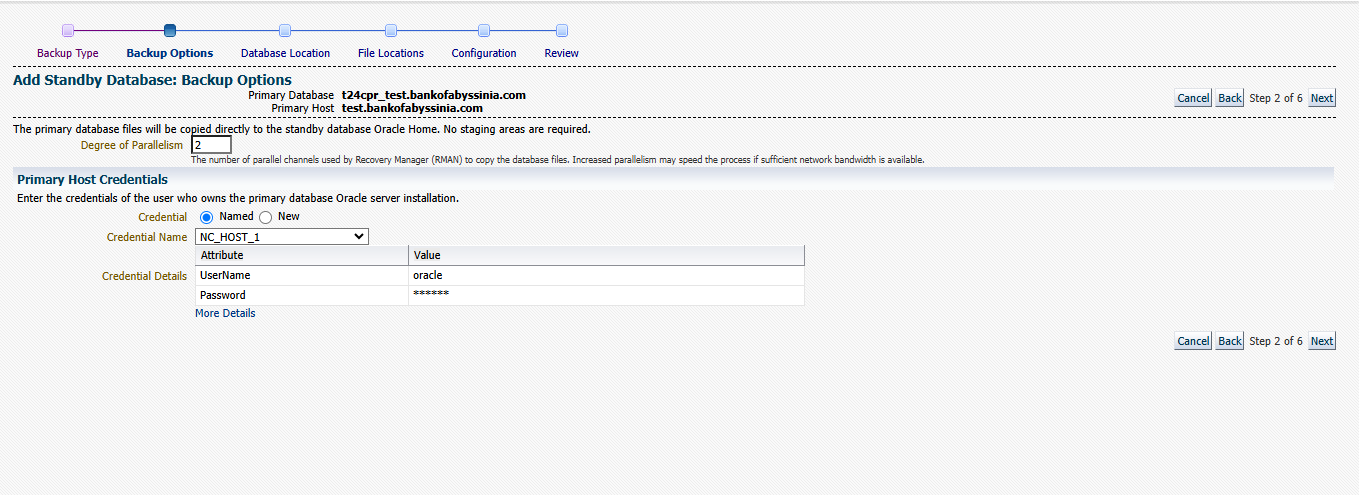 Backup Type Backup Options Database Location File Locations Configuration Review
Add Standby Database: Backup Options
Primary Database t24cpr_test.bankofabyssinia.com
Primary Host test.bankofabyssinia.com
Cancel Back Step 2 of 6 Next
The primary database files will be copied directly to the standby database Oracle Home. No staging areas are required.
Degree of Parallelism 2
The number of parallel channels used by Recovery Manager (RMAN) to copy the database files. Increased parallelism may speed the process if sufficient network bandwidth is available.
Primary Host Credentials
Enter the credentials of the user who owns the primary database Oracle server installation.
Credential Named New
Credential Name NC_HOST_1
Attribute Value
Credential Details UserName oracle
Password ******
More Details
Cancel Back Step 2 of 6 Next